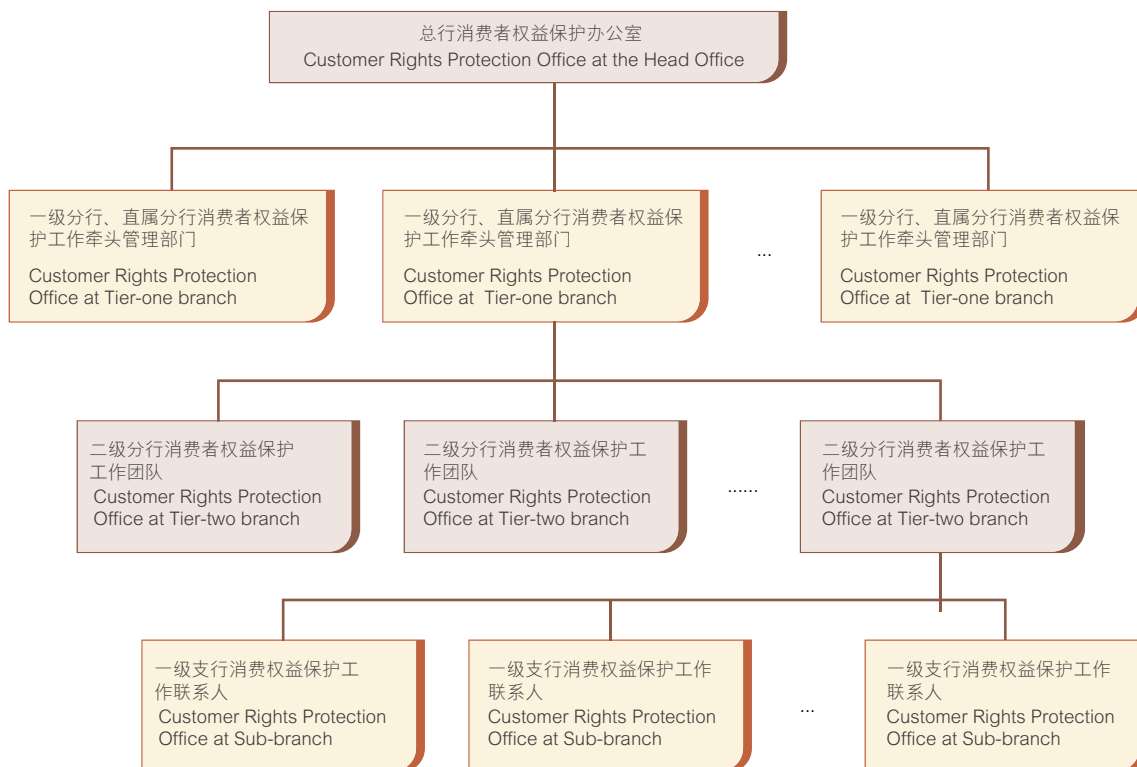 总行消费者权益保护办公室
Customer Rights Protection Office at the Head Office
一级分行、直属分行消费者权益保
护工作牵头管理部门
Customer Rights Protection
Office at Tier-one branch
一级分行、直属分行消费者权益保
护工作牵头管理部门
Customer Rights Protection
Office at Tier-one branch
...
一级分行、直属分行消费者权益保
护工作牵头管理部门
Customer Rights Protection
Office at Tier-one branch
二级分行消费者权益保护
工作团队
Customer Rights Protection
Office at Tier-two branch
二级分行消费者权益保护工
作团队
Customer Rights Protection
Office at Tier-two branch
......
二级分行消费者权益保护工
作团队
Customer Rights Protection
Office at Tier-two branch
一级支行消费权益保护工
作联系人
Customer Rights Protection
Office at Sub-branch
一级支行消费权益保护工作
联系人
Customer Rights Protection
Office at Sub-branch
...
一级支行消费权益保护工作
联系人
Customer Rights Protection
Office at Sub-branch